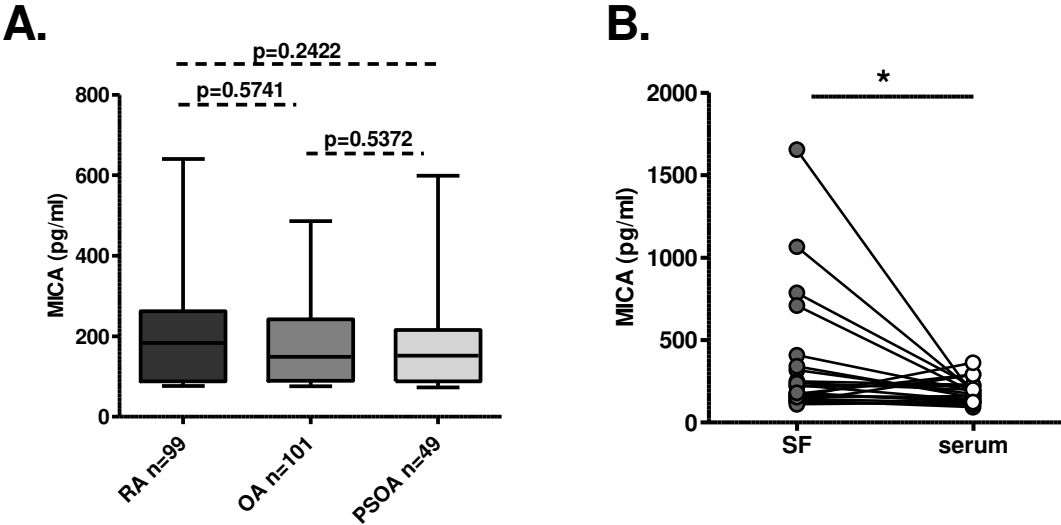 A.
p=0.2422
p=0.5741
p=0.5372
800
600
400
200
0
MICA (pg/ml)
RA n=99
OA n=101
PSOA n=49
B.
*
2000
1500
1000
500
0
MICA (pg/ml)
SF
serum